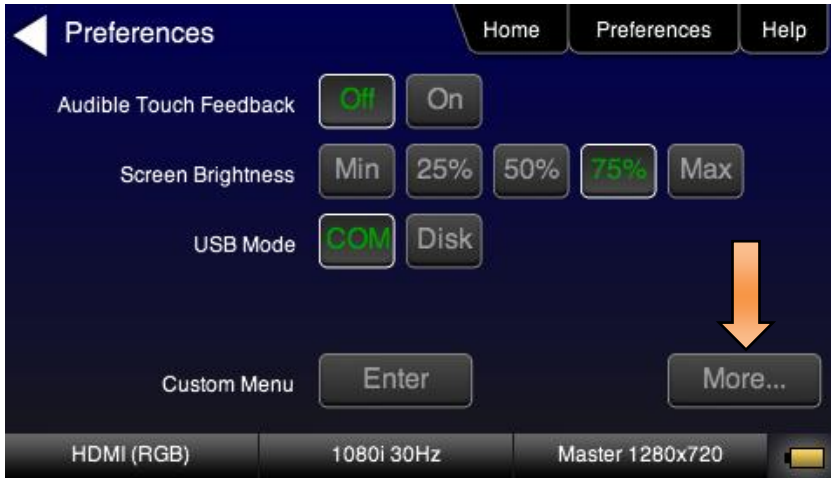 Preferences Home Preferences Help
Audible Touch Feedback Off On
Screen Brightness Min 25% 50% 75% Max
USB Mode COM Disk
Custom Menu Enter More...
HDMI (RGB) 1080i 30Hz Master 1280x720